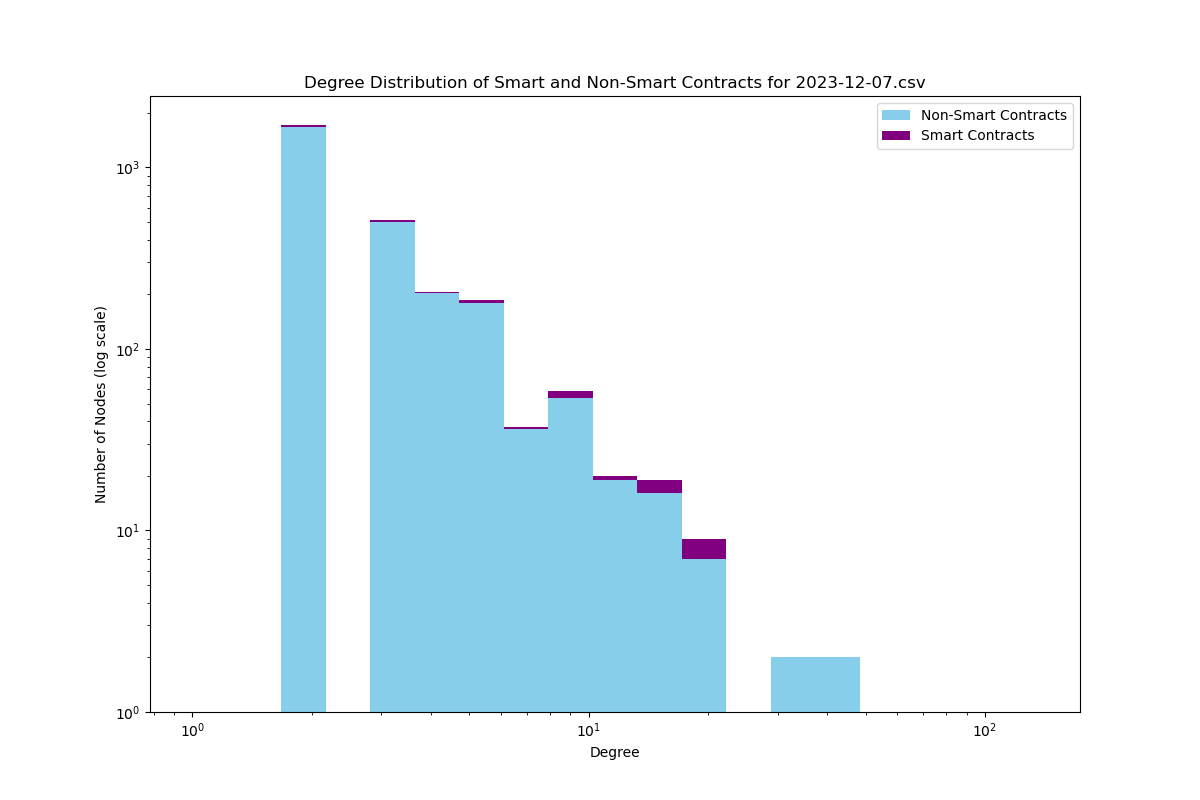 Degree Distribution of Smart and Non-Smart Contracts for 2023-12-07.csv
Non-Smart Contracts
Smart Contracts
Number of Nodes (log scale)
10³
10²
10¹
10⁰
10⁰ 10¹ 10²
Degree